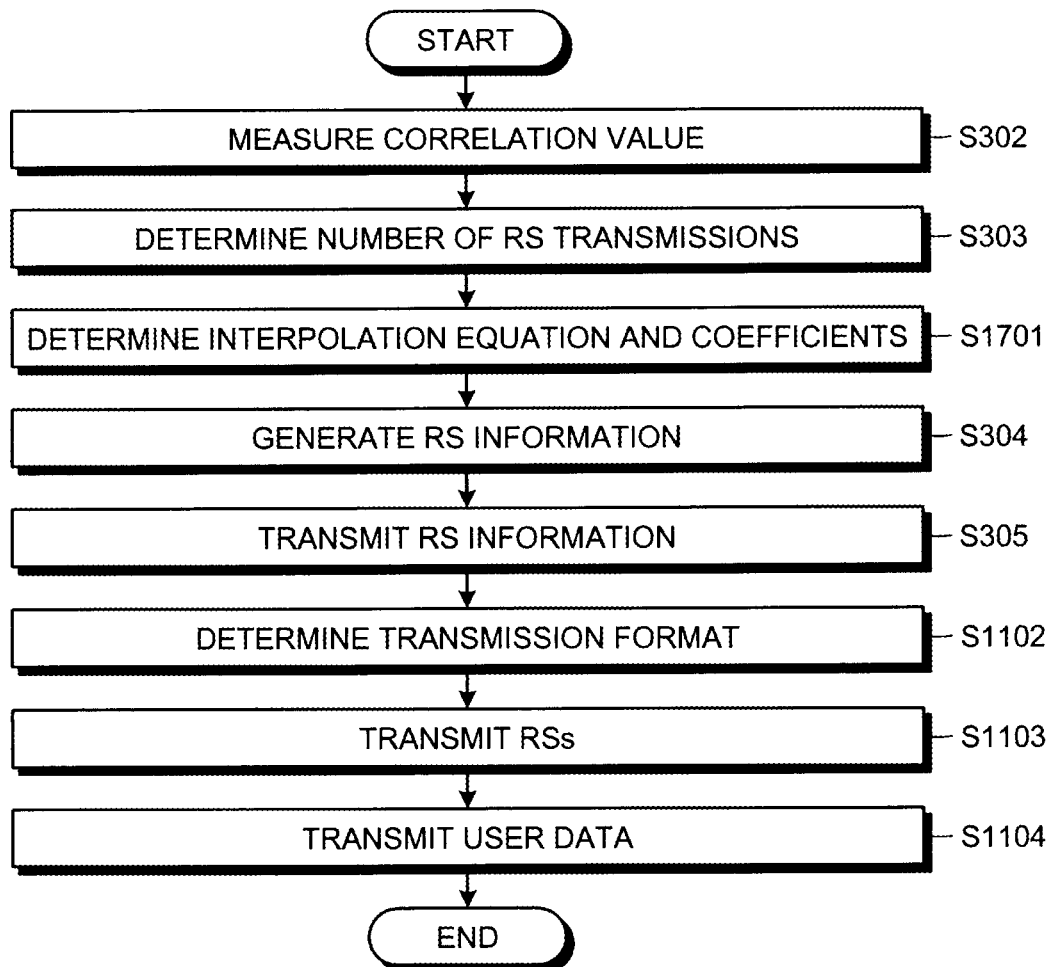 START
MEASURE CORRELATION VALUE S302
DETERMINE NUMBER OF RS TRANSMISSIONS S303
DETERMINE INTERPOLATION EQUATION AND COEFFICIENTS S1701
GENERATE RS INFORMATION S304
TRANSMIT RS INFORMATION S305
DETERMINE TRANSMISSION FORMAT S1102
TRANSMIT RSs S1103
TRANSMIT USER DATA S1104
END